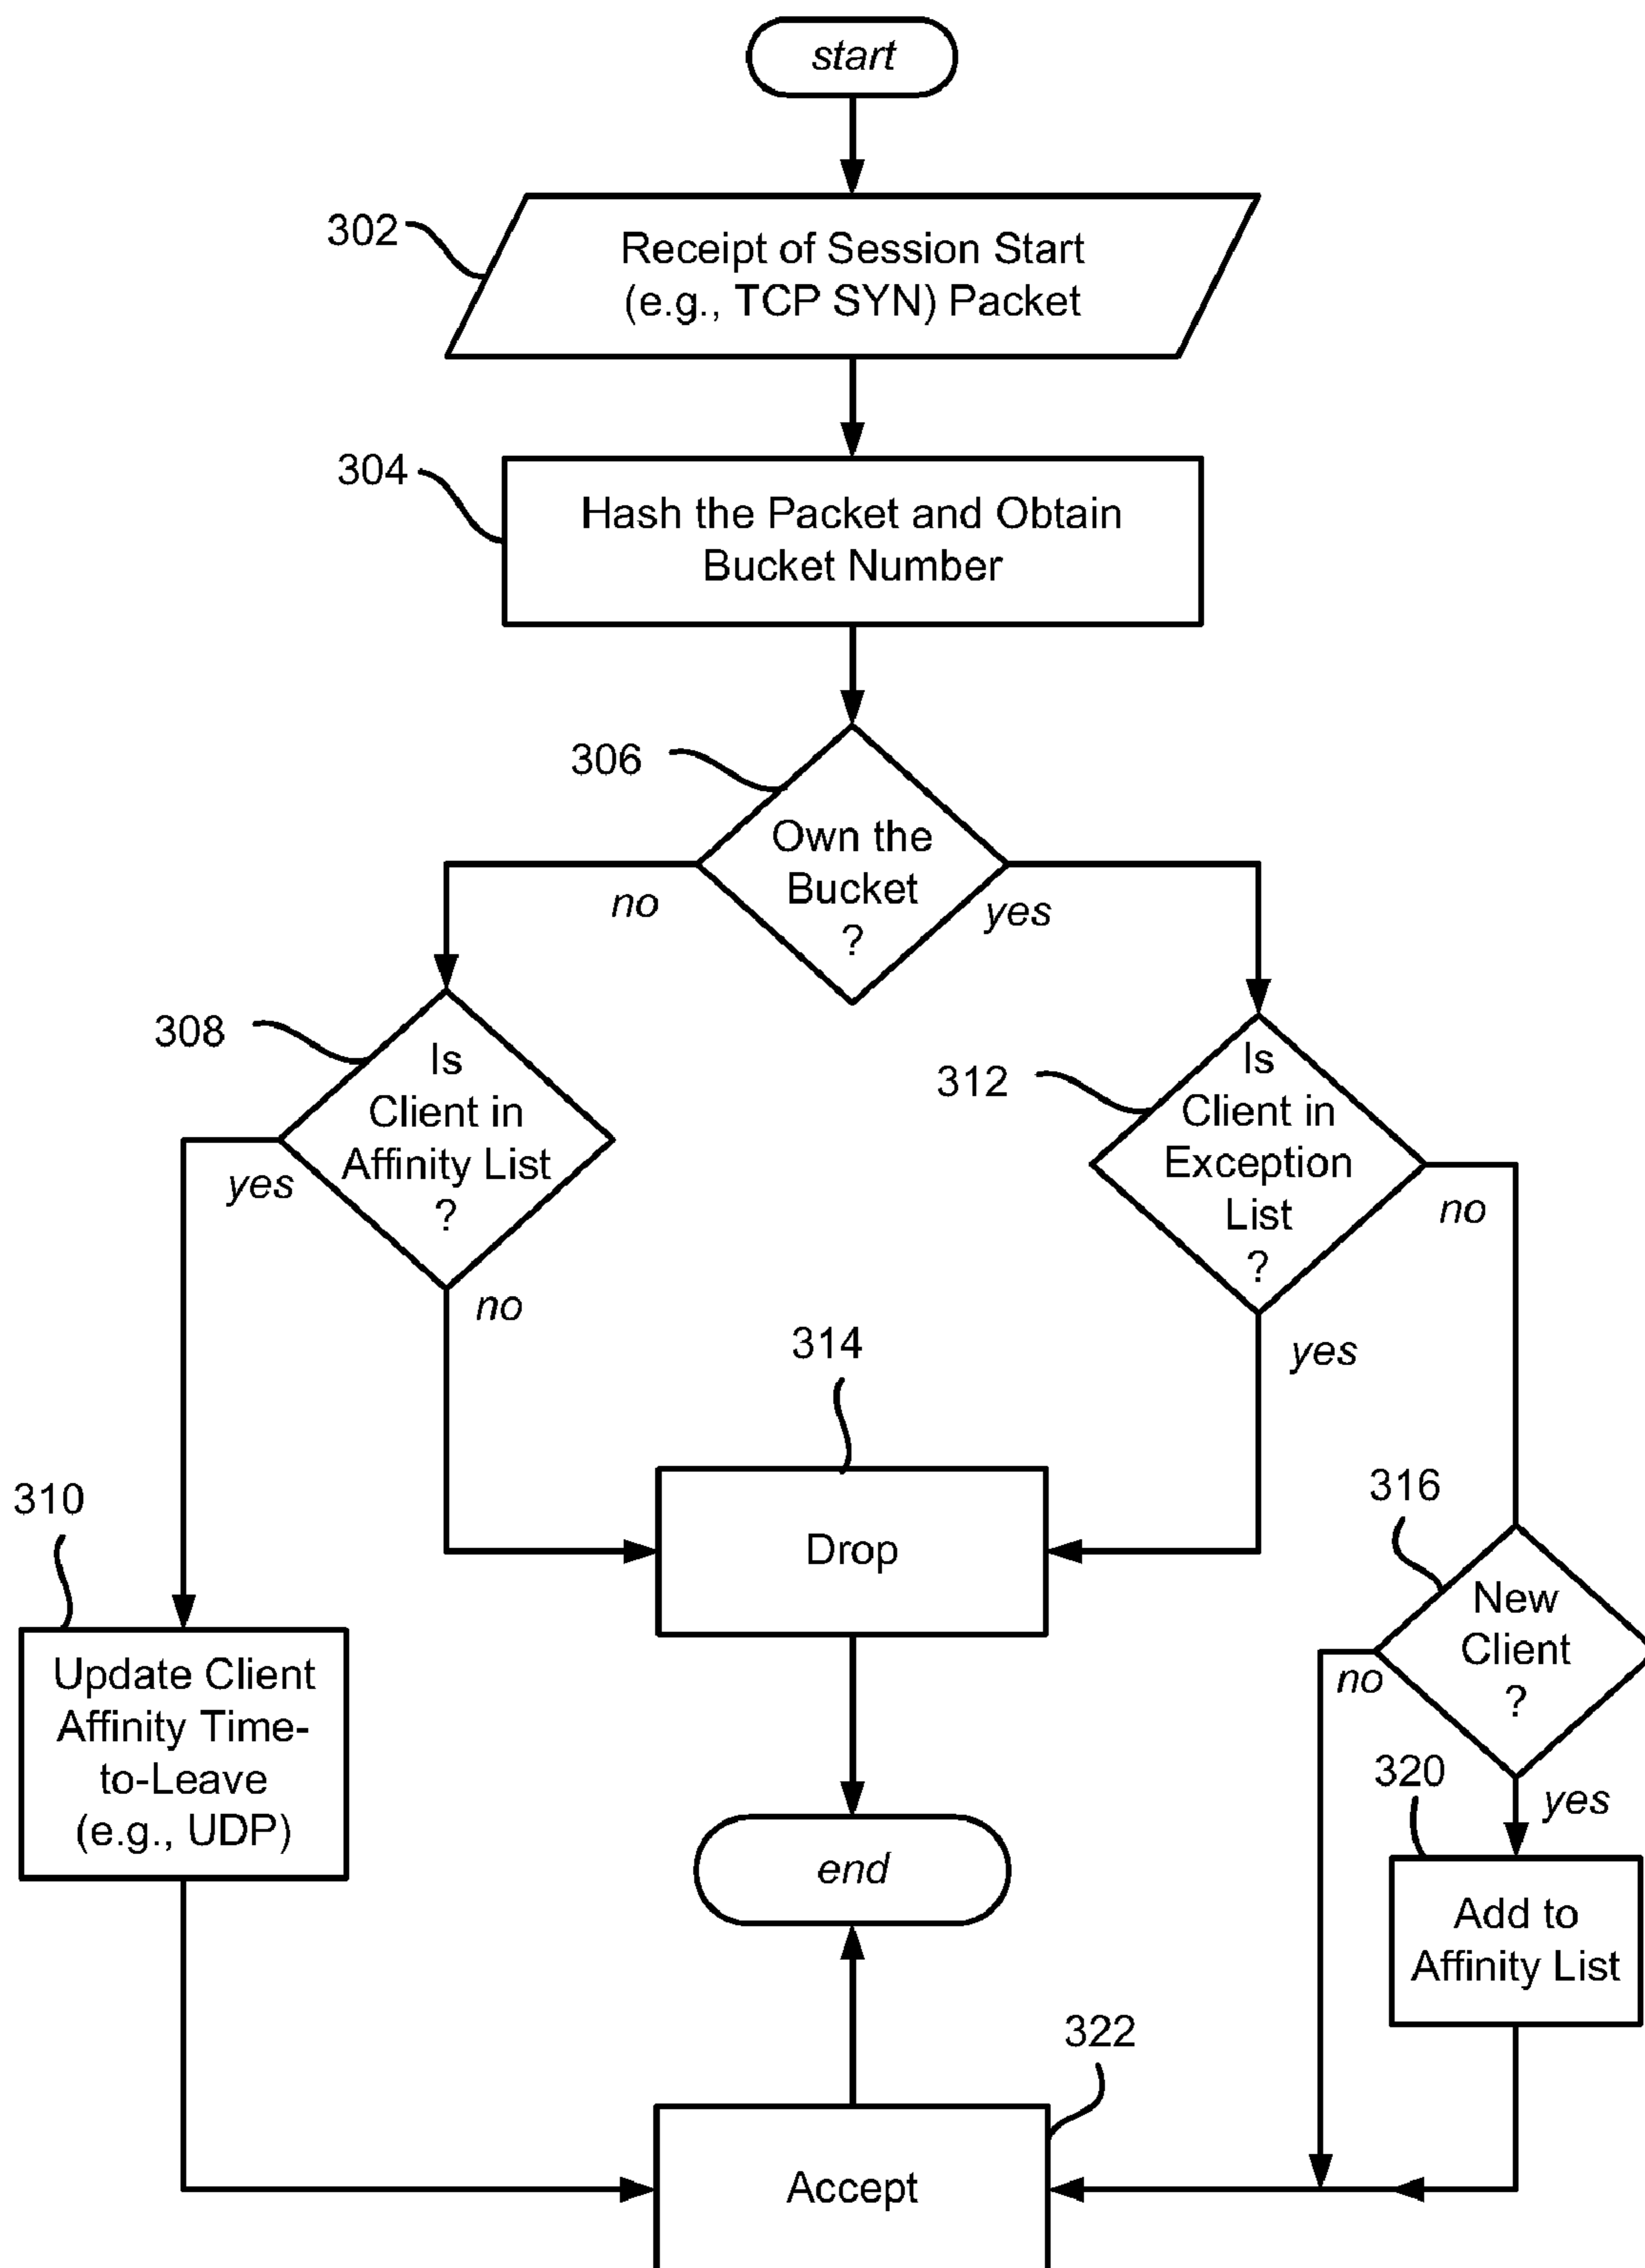 start
302
Receipt of Session Start
(e.g., TCP SYN) Packet
304
Hash the Packet and Obtain
Bucket Number
306
Own the
Bucket
?
no
yes
308
Is
Client in
Affinity List
?
yes
no
312
Is
Client in
Exception
List
?
no
yes
314
Drop
310
Update Client
Affinity Time-
to-Leave
(e.g., UDP)
316
New
Client
?
no
yes
320
Add to
Affinity List
end
322
Accept